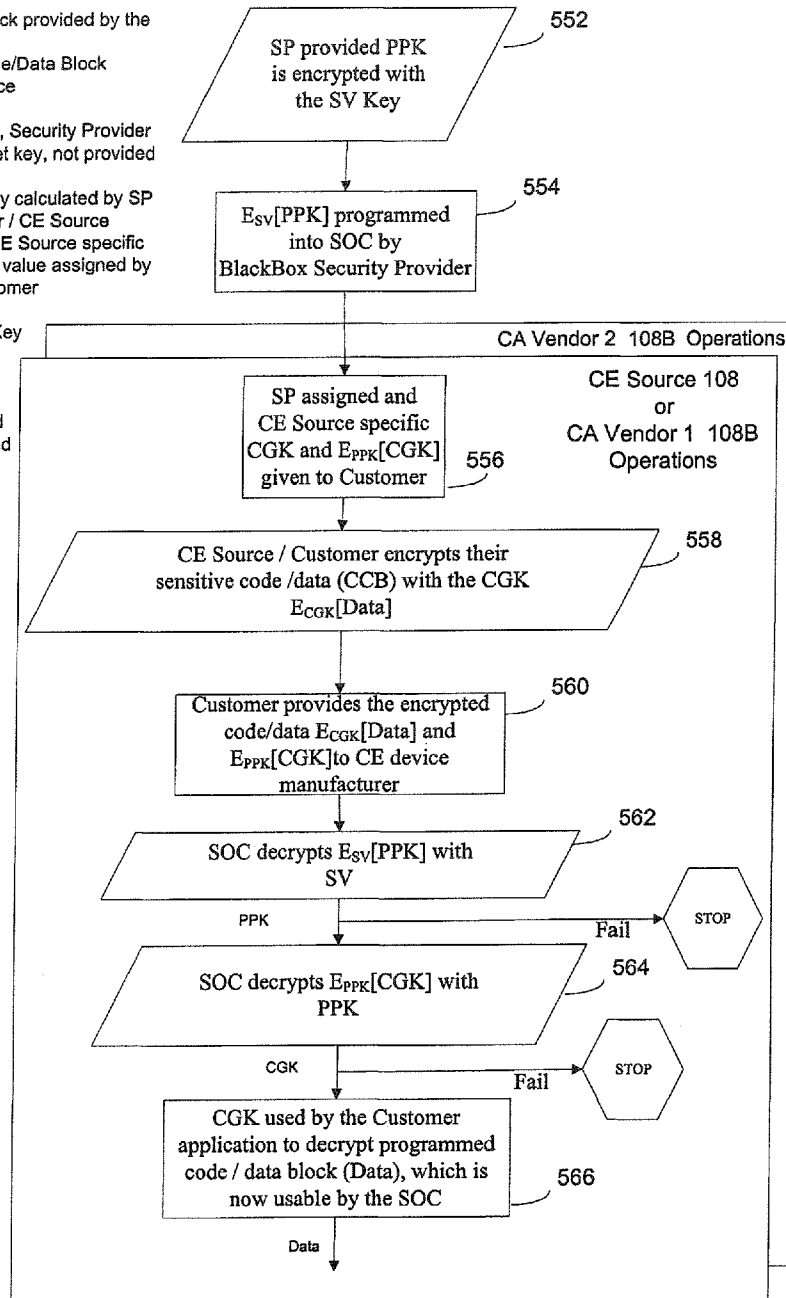 ck provided by the
e/Data Block
ce
, Security Provider
et key, not provided
y calculated by SP
r / CE Source
E Source specific
value assigned by
omer
Key
d
ed
SP provided PPK
is encrypted with
the SV Key
552
E_SV[PPK] programmed
into SOC by
BlackBox Security Provider
554
CA Vendor 2 108B Operations
CE Source 108
or
CA Vendor 1 108B
Operations
SP assigned and
CE Source specific
CGK and E_PPK[CGK]
given to Customer
556
CE Source / Customer encrypts their
sensitive code /data (CCB) with the CGK
E_CGK[Data]
558
Customer provides the encrypted
code/data E_CGK[Data] and
E_PPK[CGK]to CE device
manufacturer
560
SOC decrypts E_SV[PPK] with
SV
562
PPK
Fail
STOP
SOC decrypts E_PPK[CGK] with
PPK
564
CGK
Fail
STOP
CGK used by the Customer
application to decrypt programmed
code / data block (Data), which is
now usable by the SOC
566
Data